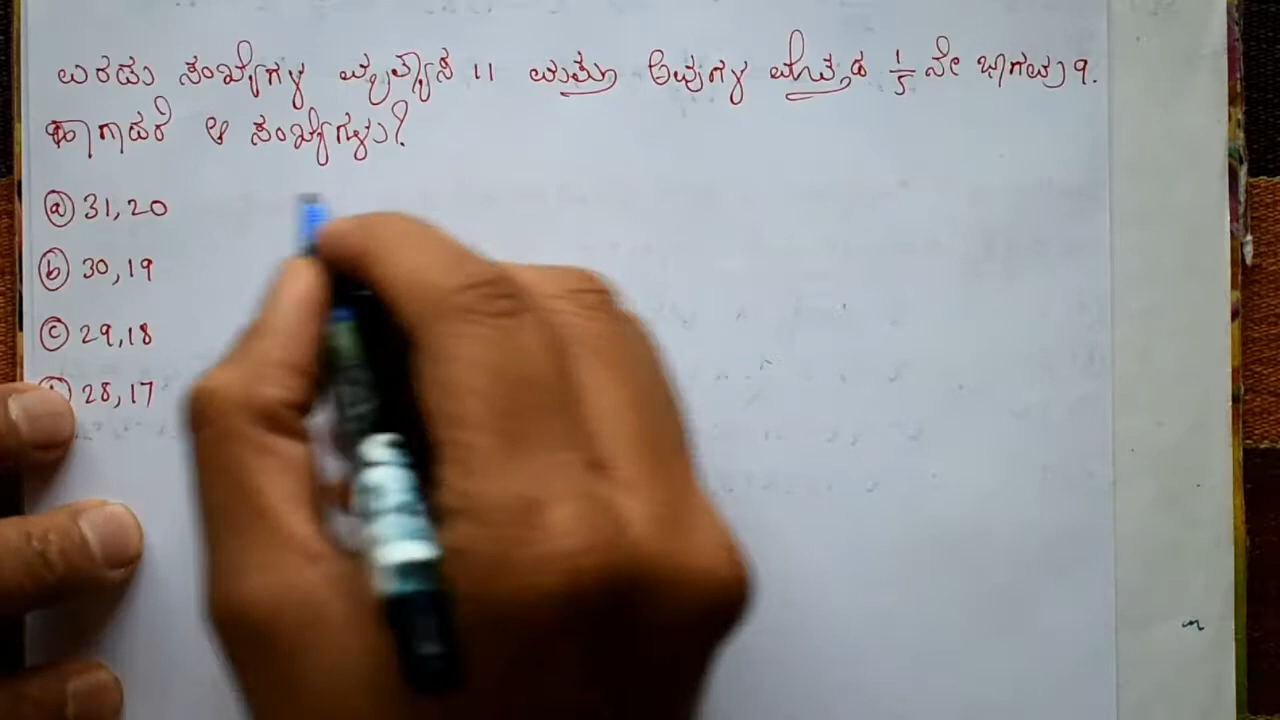 ಎರಡು ಸಂಖ್ಯೆಗಳ ವ್ಯತ್ಯಾಸ 11 ಮತ್ತು ಅವುಗಳ ಮೊತ್ತದ 1/5 ನೇ ಭಾಗವು 9.
ಹಾಗಾದರೆ ಆ ಸಂಖ್ಯೆಗಳು?
ⓐ 31, 20
ⓑ 30, 19
ⓒ 29, 18
28, 17